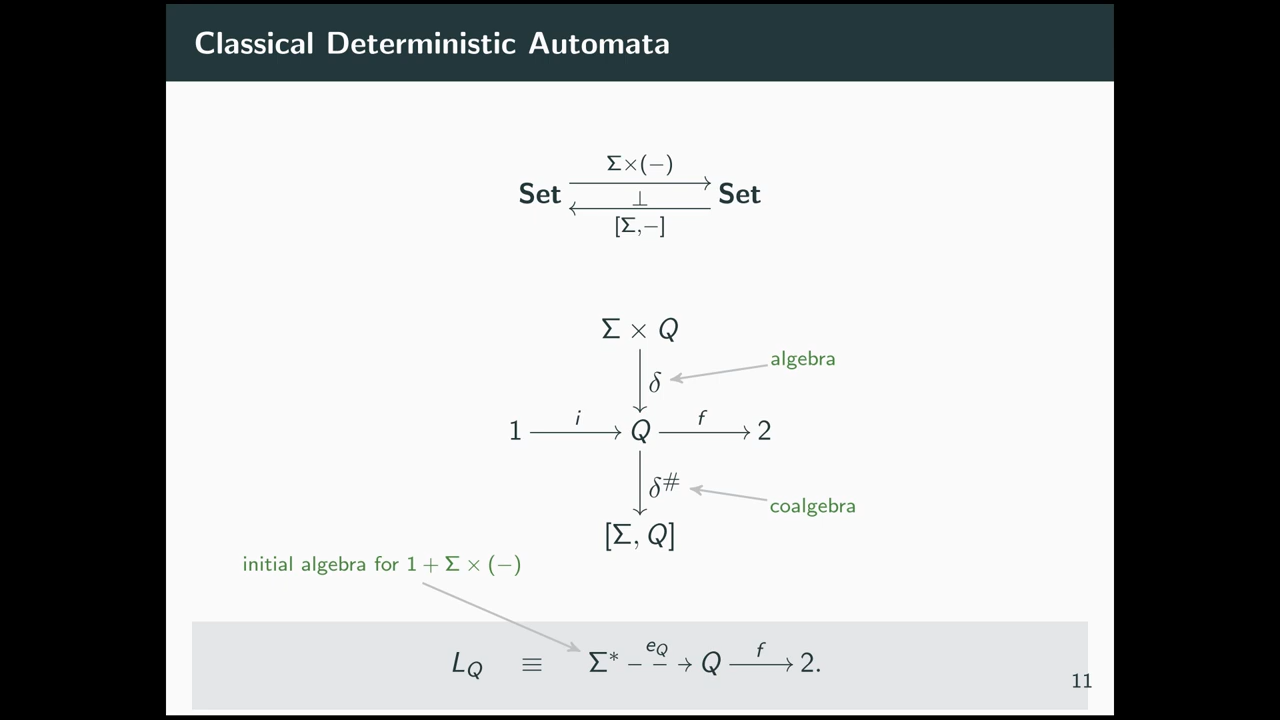 Classical Deterministic Automata
Σ×(−)
Set ⊥ Set
[Σ,−]
Σ × Q
algebra
δ
1 i Q f 2
δ#
coalgebra
[Σ, Q]
initial algebra for 1 + Σ × (−)
L_Q ≡ Σ* e_Q Q f 2.
11